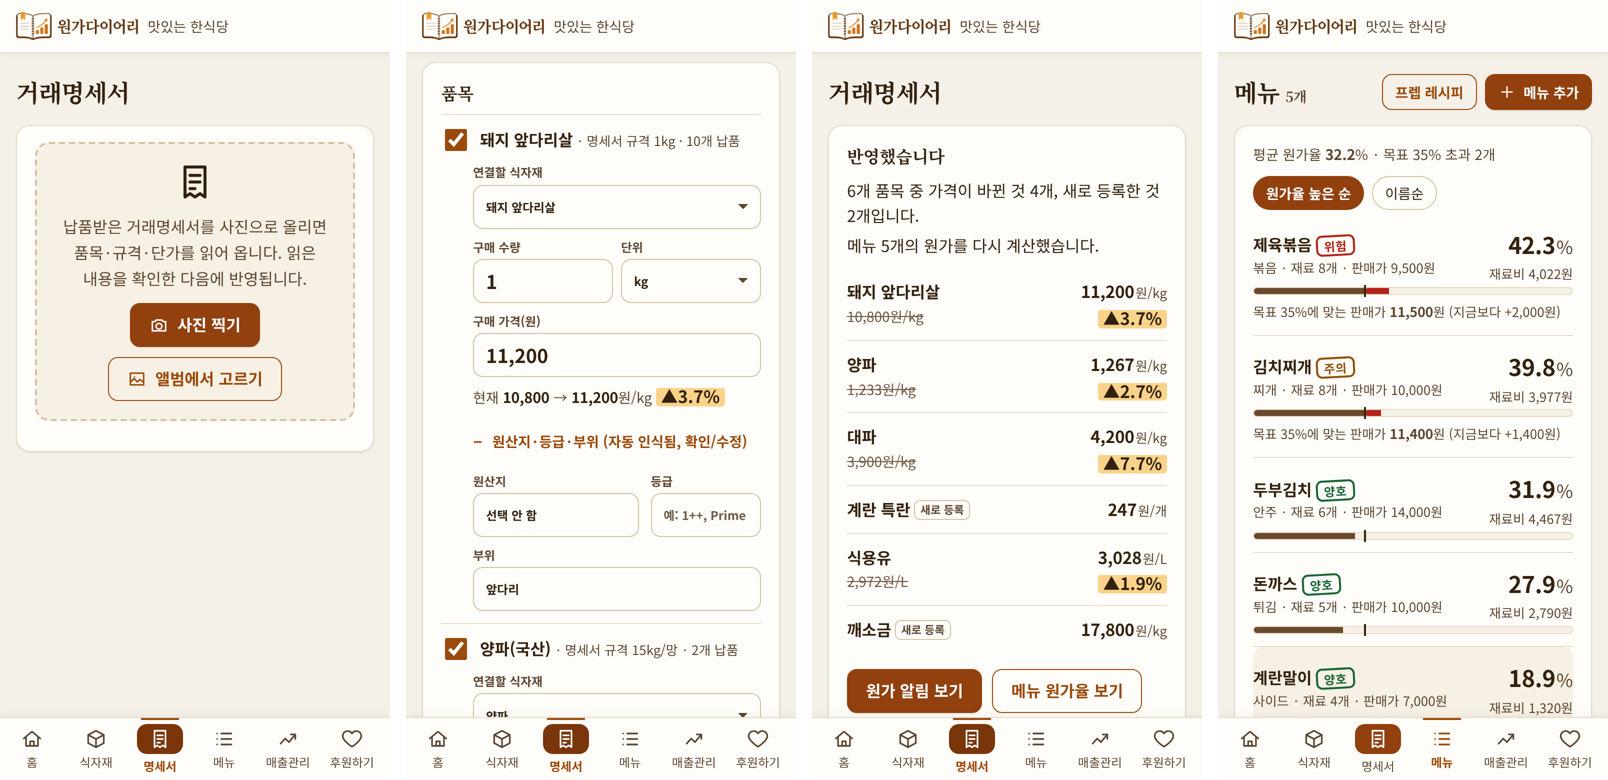 원가다이어리 맛있는 한식당
거래명세서
납품받은 거래명세서를 사진으로 올리면
품목·규격·단가를 읽어 옵니다. 읽은
내용을 확인한 다음에 반영됩니다.
사진 찍기
앨범에서 고르기
홈
식자재
명세서
메뉴
매출관리
후원하기
원가다이어리 맛있는 한식당
품목
돼지 앞다리살 · 명세서 규격 1kg · 10개 납품
연결할 식자재
돼지 앞다리살
구매 수량
단위
1
kg
구매 가격(원)
11,200
현재 10,800 → 11,200원/kg ▲3.7%
− 원산지·등급·부위 (자동 인식됨, 확인/수정)
원산지
등급
선택 안 함
예: 1++, Prime
부위
앞다리
양파(국산) · 명세서 규격 15kg/망 · 2개 납품
연결할 식자재
양파
홈
식자재
명세서
메뉴
매출관리
후원하기
원가다이어리 맛있는 한식당
거래명세서
반영했습니다
6개 품목 중 가격이 바뀐 것 4개, 새로 등록한 것
2개입니다.
메뉴 5개의 원가를 다시 계산했습니다.
돼지 앞다리살 11,200원/kg
10,800원/kg ▲3.7%
양파 1,267원/kg
1,233원/kg ▲2.7%
대파 4,200원/kg
3,900원/kg ▲7.7%
계란 특란 새로 등록 247원/개
식용유 3,028원/L
2,972원/L ▲1.9%
깨소금 새로 등록 17,800원/kg
원가 알림 보기
메뉴 원가율 보기
홈
식자재
명세서
메뉴
매출관리
후원하기
원가다이어리 맛있는 한식당
메뉴 5개
프렙 레시피
+ 메뉴 추가
평균 원가율 32.2% · 목표 35% 초과 2개
원가율 높은 순
이름순
제육볶음 위험 42.3%
볶음 · 재료 8개 · 판매가 9,500원 재료비 4,022원
목표 35%에 맞는 판매가 11,500원 (지금보다 +2,000원)
김치찌개 주의 39.8%
찌개 · 재료 8개 · 판매가 10,000원 재료비 3,977원
목표 35%에 맞는 판매가 11,400원 (지금보다 +1,400원)
두부김치 양호 31.9%
안주 · 재료 6개 · 판매가 14,000원 재료비 4,467원
돈까스 양호 27.9%
튀김 · 재료 5개 · 판매가 10,000원 재료비 2,790원
계란말이 양호 18.9%
사이드 · 재료 4개 · 판매가 7,000원 재료비 1,320원
홈
식자재
명세서
메뉴
매출관리
후원하기